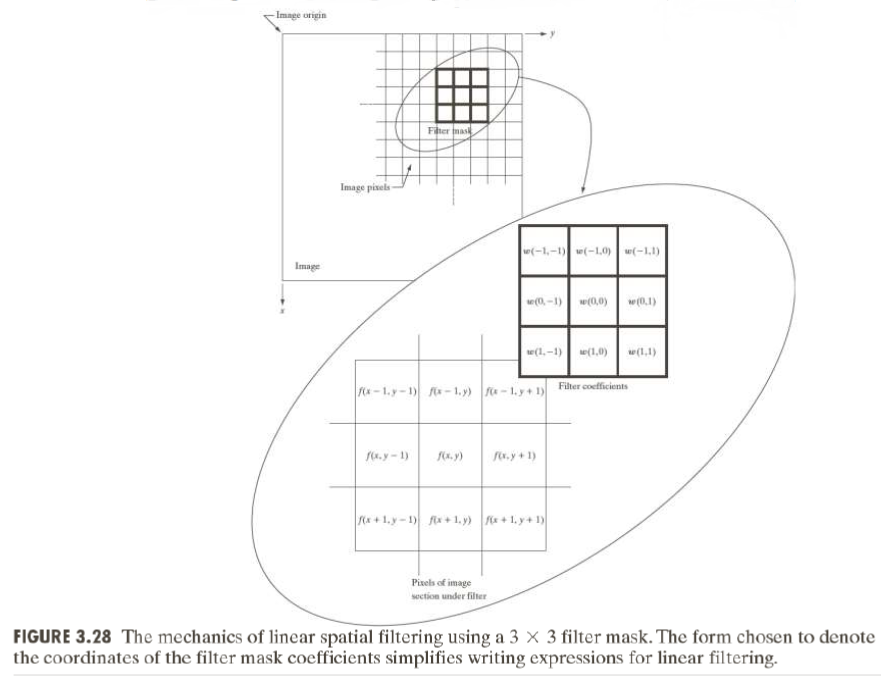 Image origin
y
Filter mask
Image pixels
Image
x
w(−1,−1) w(−1,0) w(−1,1)
w(0,−1) w(0,0) w(0,1)
w(1,−1) w(1,0) w(1,1)
Filter coefficients
f(x − 1, y − 1) f(x − 1, y) f(x − 1, y + 1)
f(x, y − 1) f(x, y) f(x, y + 1)
f(x + 1, y − 1) f(x + 1, y) f(x + 1, y + 1)
Pixels of image
section under filter
FIGURE 3.28 The mechanics of linear spatial filtering using a 3 × 3 filter mask. The form chosen to denote
the coordinates of the filter mask coefficients simplifies writing expressions for linear filtering.